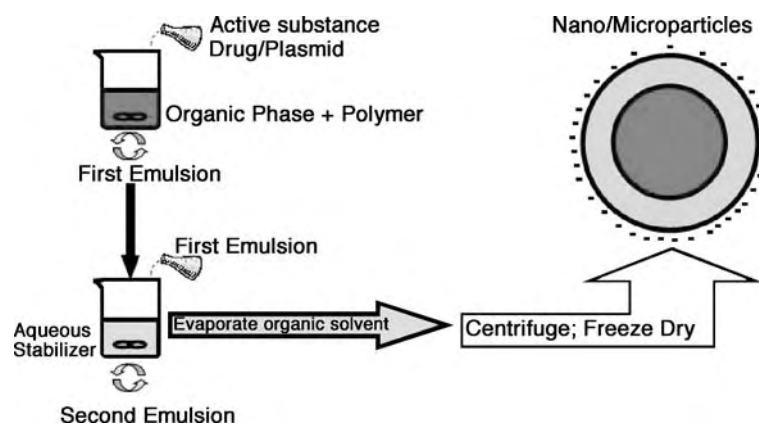 Active substance
Drug/Plasmid
Organic Phase + Polymer
First Emulsion
First Emulsion
Aqueous
Stabilizer
Second Emulsion
Evaporate organic solvent
Centrifuge; Freeze Dry
Nano/Microparticles